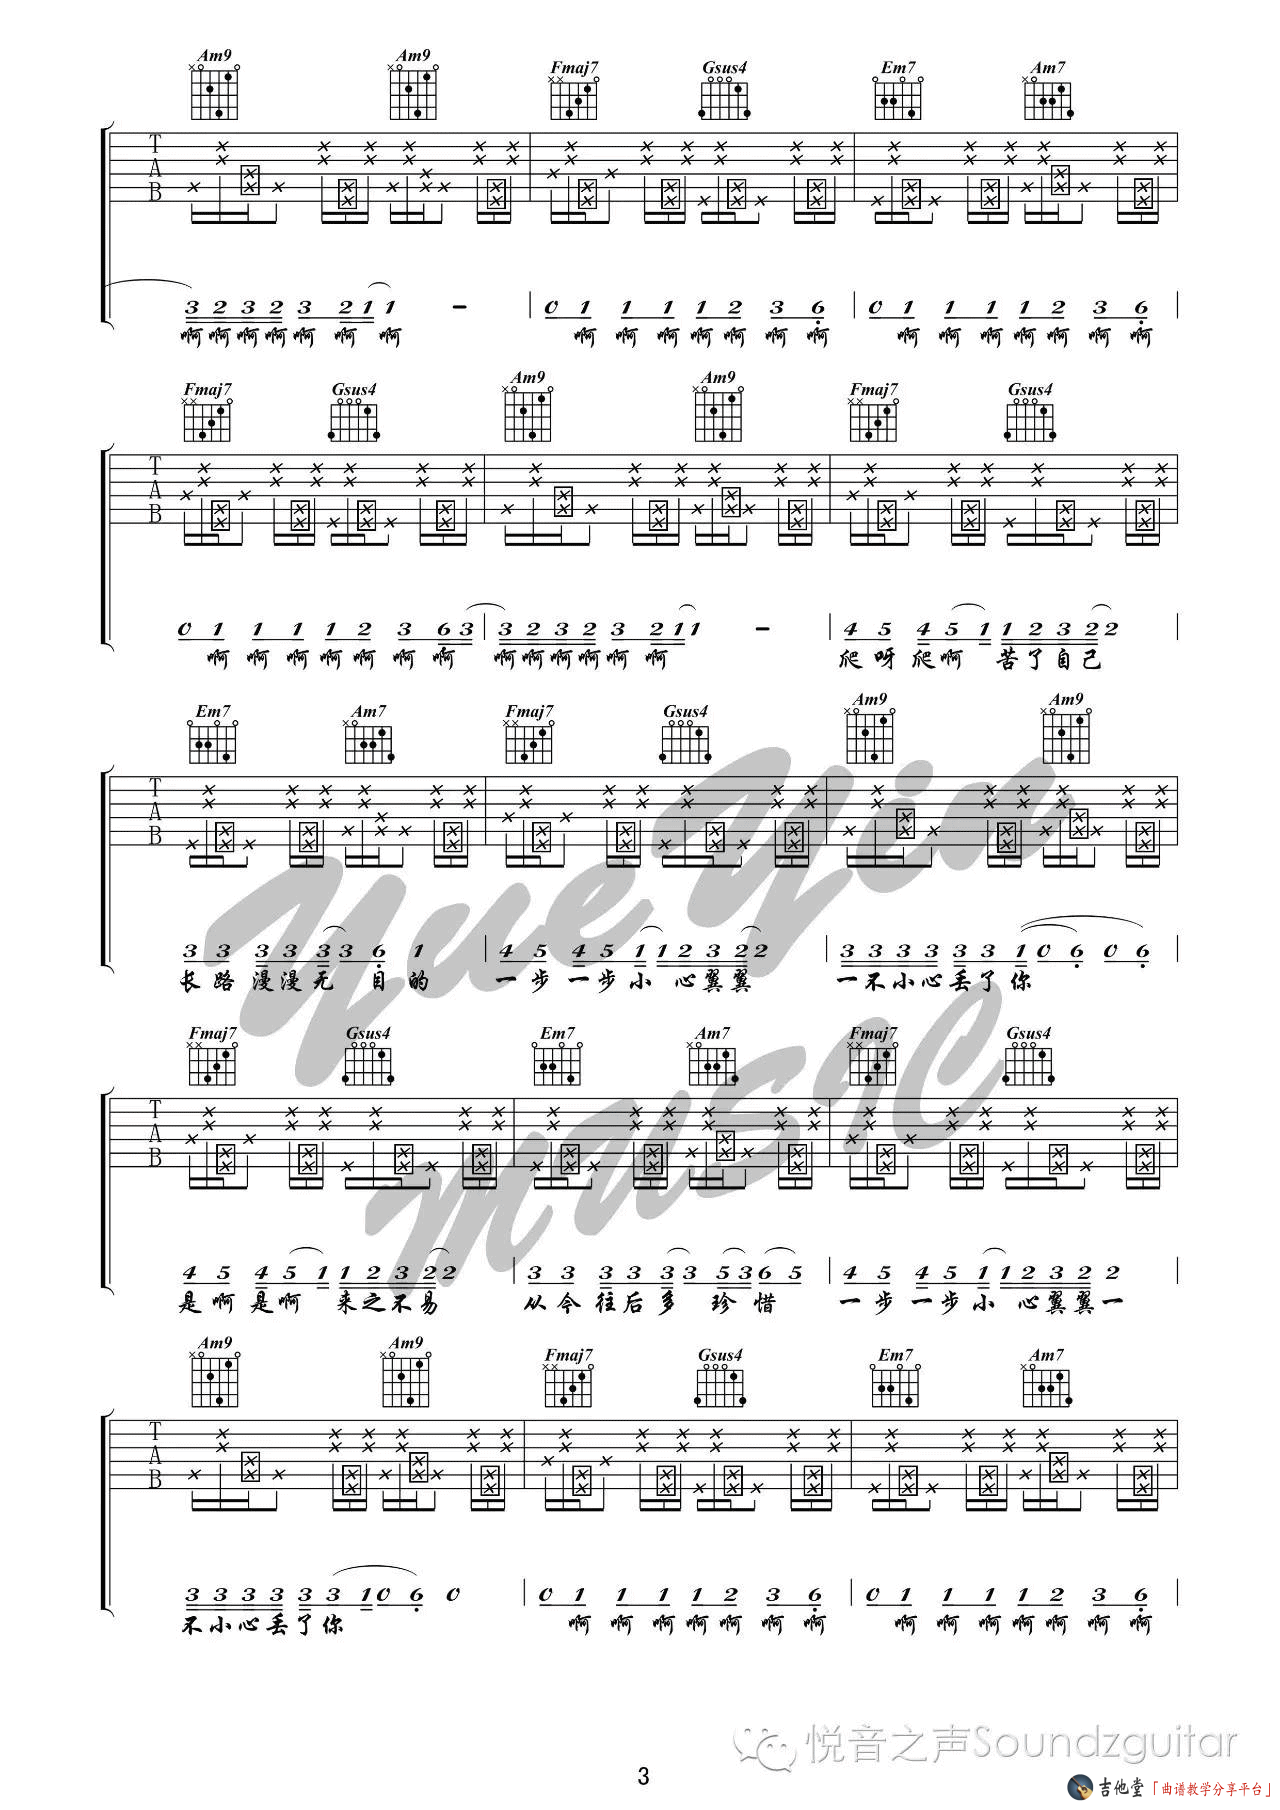 Am9 Am9 Fmaj7 Gsus4 Em7 Am7
T
A
B
3 2 3 2 3 2 1 1 - 0 1 1 1 1 2 3 6 0 1 1 1 1 2 3 6
啊 啊 啊 啊 啊 啊 啊 啊 啊 啊 啊 啊 啊 啊 啊 啊 啊 啊 啊 啊 啊
Fmaj7 Gsus4 Am9 Am9 Fmaj7 Gsus4
T
A
B
0 1 1 1 1 2 3 6 3 3 2 3 2 3 2 1 1 - 4 5 4 5 1 1 2 3 2 2
啊 啊 啊 啊 啊 啊 啊 啊 啊 啊 啊 啊 啊 爬 呀 爬 啊 苦 了 自 己
Em7 Am7 Fmaj7 Gsus4 Am9 Am9
T
A
B
3 3 3 3 3 3 6 1 4 5 4 5 1 1 2 3 2 2 3 3 3 3 3 3 1 0 6 0 6
长 路 漫 漫 无 目 的 一 步 一 步 小 心 翼 翼 一 不 小 心 丢 了 你
YueYin
MUSIC
Fmaj7 Gsus4 Em7 Am7 Fmaj7 Gsus4
T
A
B
4 5 4 5 1 1 2 3 2 2 3 3 3 3 3 3 5 3 6 5 4 5 4 5 1 1 2 3 2 2
是 啊 是 啊 来 之 不 易 从 今 往 后 多 珍 惜 一 步 一 步 小 心 翼 翼 一
Am9 Am9 Fmaj7 Gsus4 Em7 Am7
T
A
B
3 3 3 3 3 3 1 0 6 0 0 1 1 1 1 2 3 6 0 1 1 1 1 2 3 6
不 小 心 丢 了 你 啊 啊 啊 啊 啊 啊 啊 啊 啊 啊 啊 啊 啊 啊
悦音之声Soundzguitar
3
吉他堂「曲谱教学分享平台」